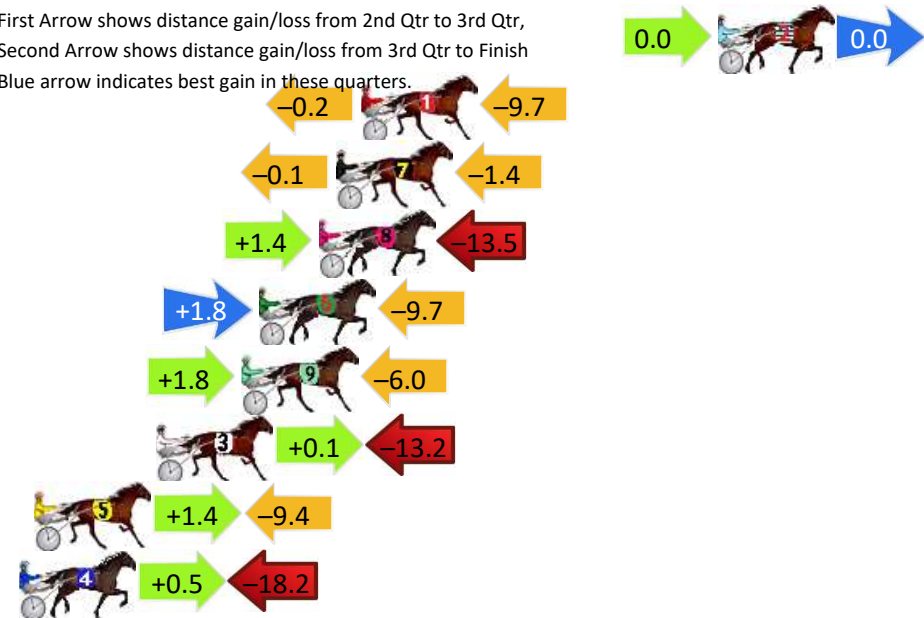 First Arrow shows distance gain/loss from 2nd Qtr to 3rd Qtr,
Second Arrow shows distance gain/loss from 3rd Qtr to Finish
Blue arrow indicates best gain in these quarters.
0.0 0.0
–0.2 1 –9.7
–0.1 7 –1.4
+1.4 8 –13.5
+1.8 6 –9.7
+1.8 9 –6.0
3 +0.1 –13.2
5 +1.4 –9.4
4 +0.5 –18.2